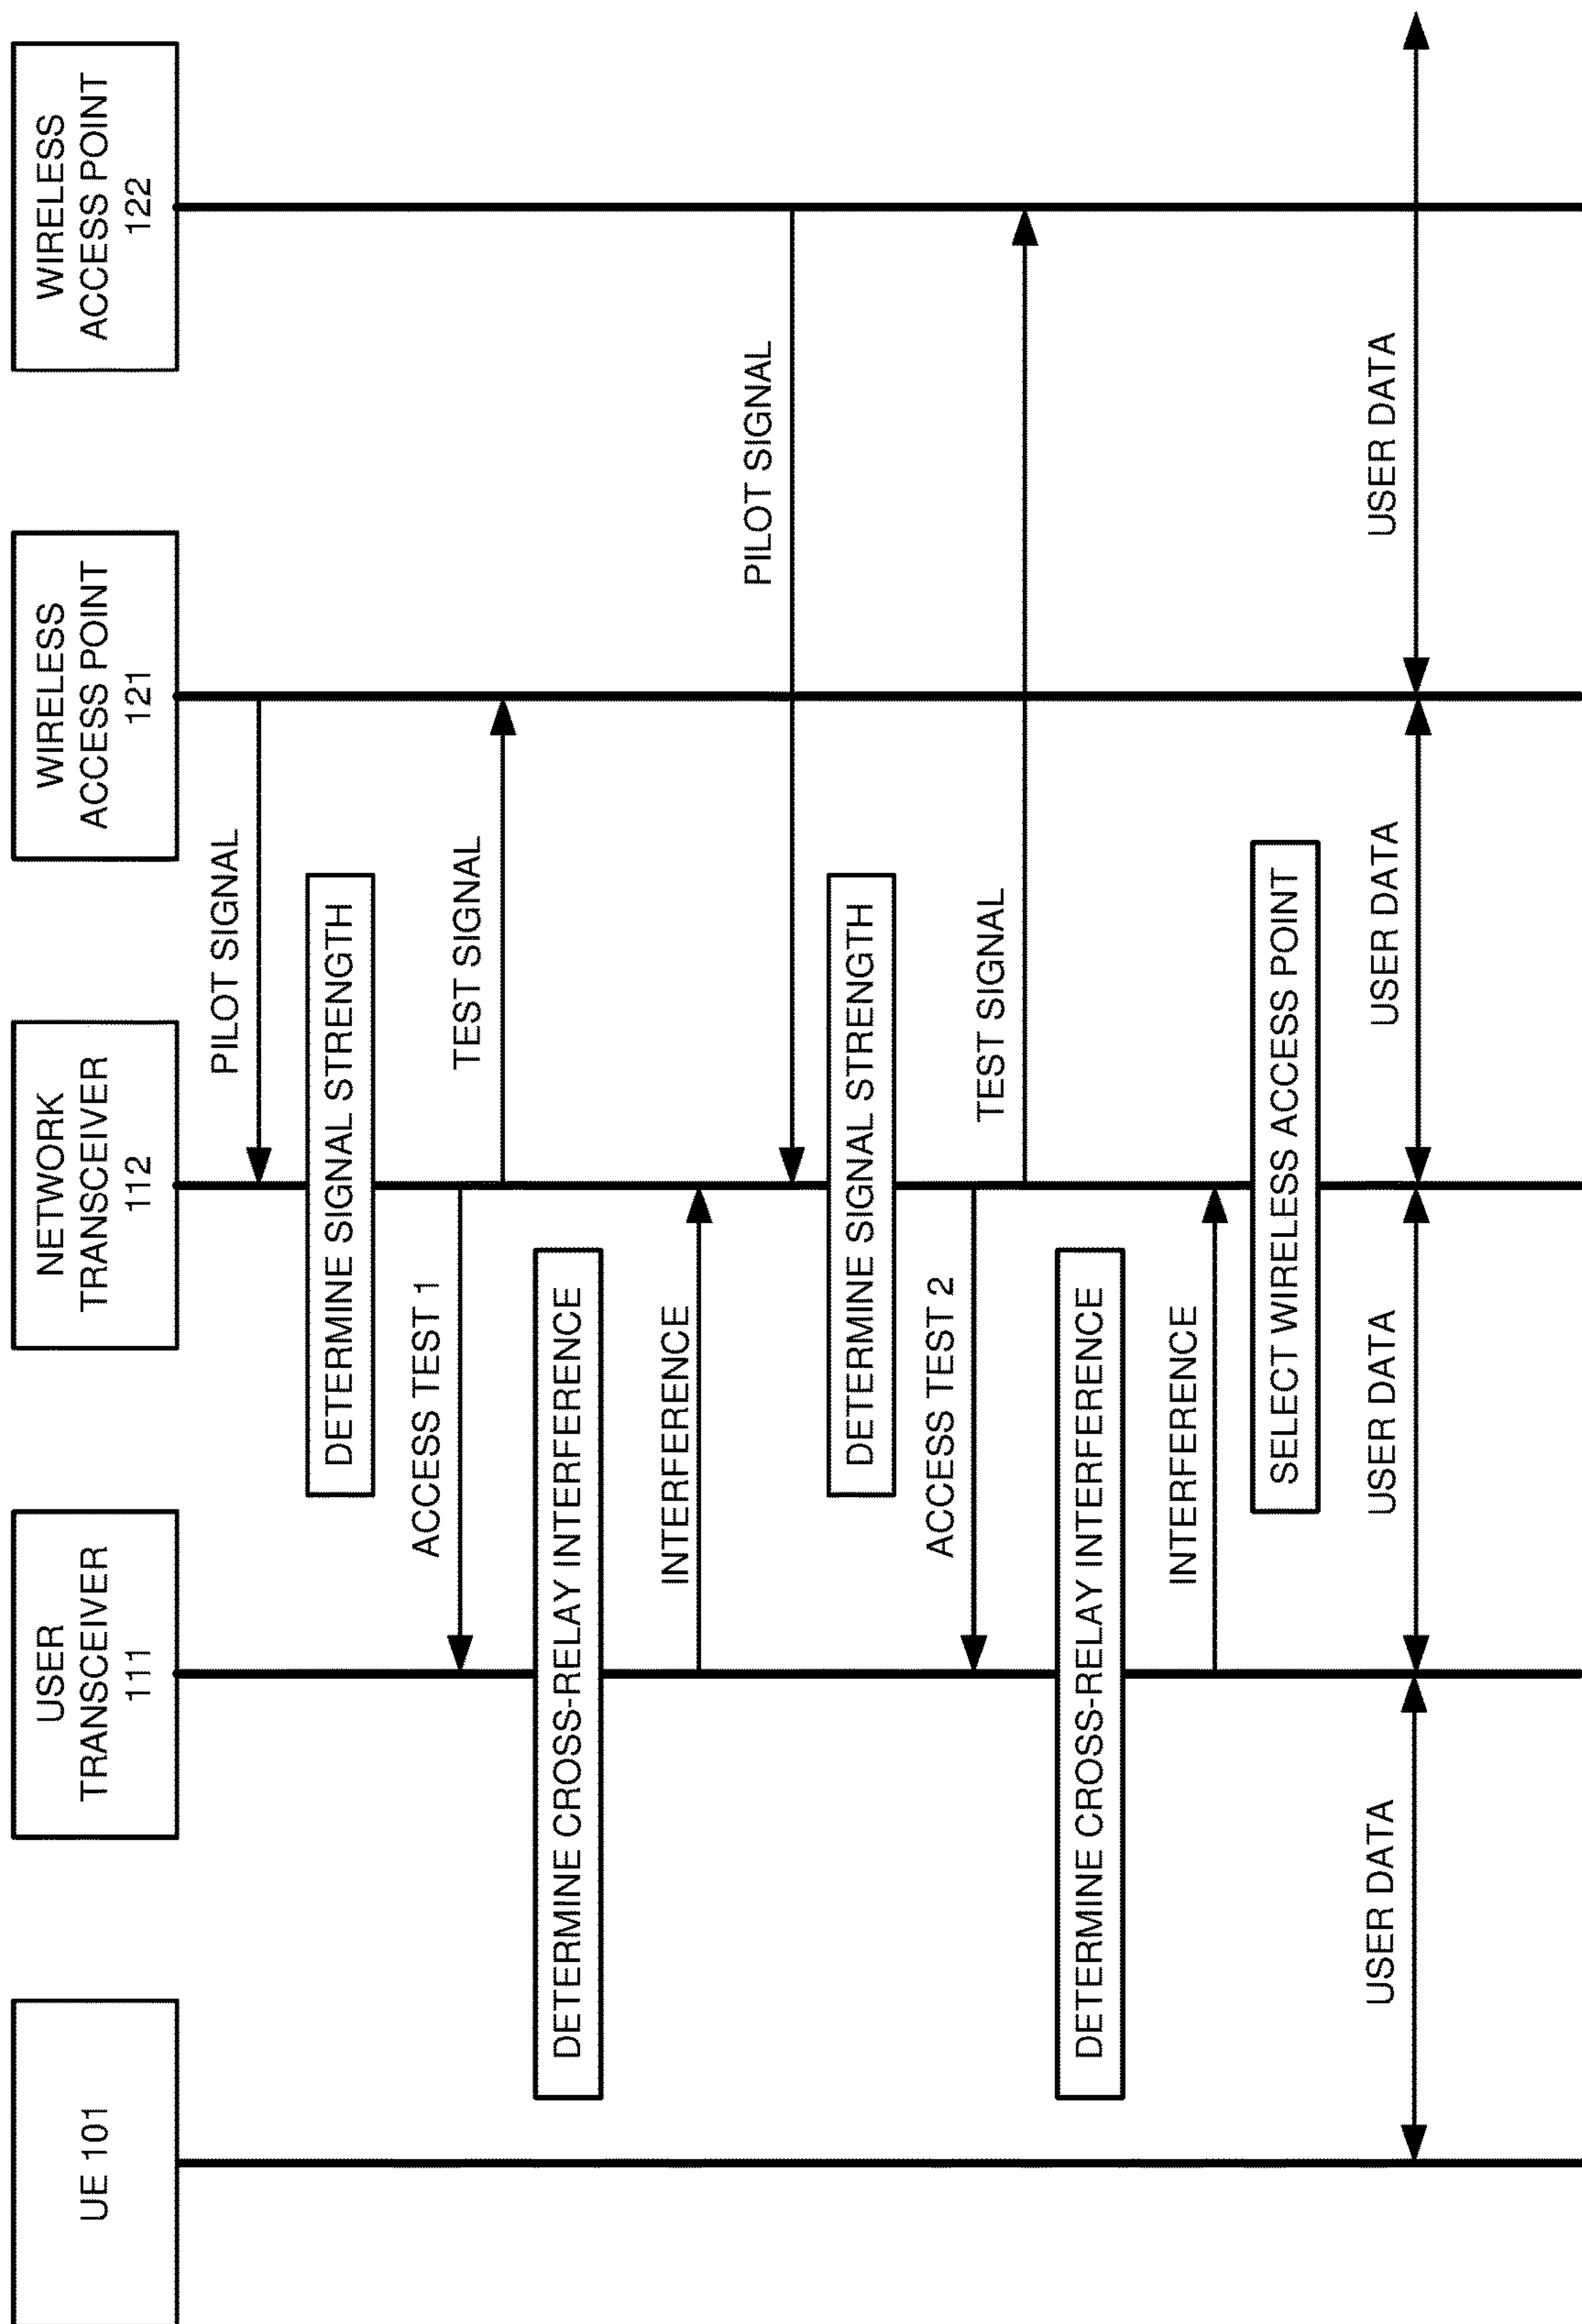 UE 101
USER
TRANSCEIVER
111
NETWORK
TRANSCEIVER
112
WIRELESS
ACCESS POINT
121
WIRELESS
ACCESS POINT
122
PILOT SIGNAL
DETERMINE SIGNAL STRENGTH
ACCESS TEST 1
TEST SIGNAL
DETERMINE CROSS-RELAY INTERFERENCE
INTERFERENCE
PILOT SIGNAL
DETERMINE SIGNAL STRENGTH
ACCESS TEST 2
TEST SIGNAL
DETERMINE CROSS-RELAY INTERFERENCE
INTERFERENCE
SELECT WIRELESS ACCESS POINT
USER DATA
USER DATA
USER DATA
USER DATA